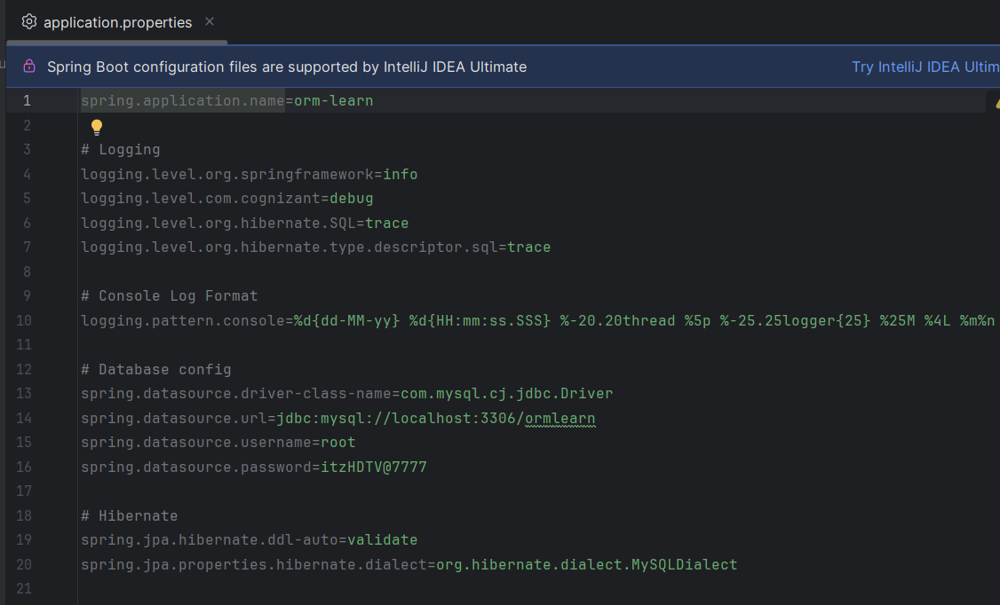 application.properties
Spring Boot configuration files are supported by IntelliJ IDEA Ultimate Try IntelliJ IDEA Ultim
1 spring.application.name=orm-learn
2
3 # Logging
4 logging.level.org.springframework=info
5 logging.level.com.cognizant=debug
6 logging.level.org.hibernate.SQL=trace
7 logging.level.org.hibernate.type.descriptor.sql=trace
8
9 # Console Log Format
10 logging.pattern.console=%d{dd-MM-yy} %d{HH:mm:ss.SSS} %-20.20thread %5p %-25.25logger{25} %25M %4L %m%n
11
12 # Database config
13 spring.datasource.driver-class-name=com.mysql.cj.jdbc.Driver
14 spring.datasource.url=jdbc:mysql://localhost:3306/ormlearn
15 spring.datasource.username=root
16 spring.datasource.password=itzHDTV@7777
17
18 # Hibernate
19 spring.jpa.hibernate.ddl-auto=validate
20 spring.jpa.properties.hibernate.dialect=org.hibernate.dialect.MySQLDialect
21